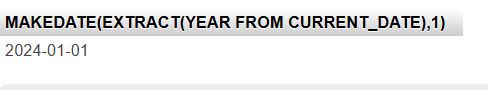 MAKEDATE(EXTRACT(YEAR FROM CURRENT_DATE),1)
2024-01-01